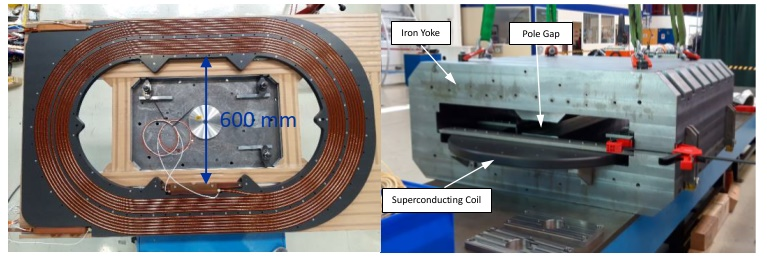 600 mm
Iron Yoke
Pole Gap
Superconducting Coil